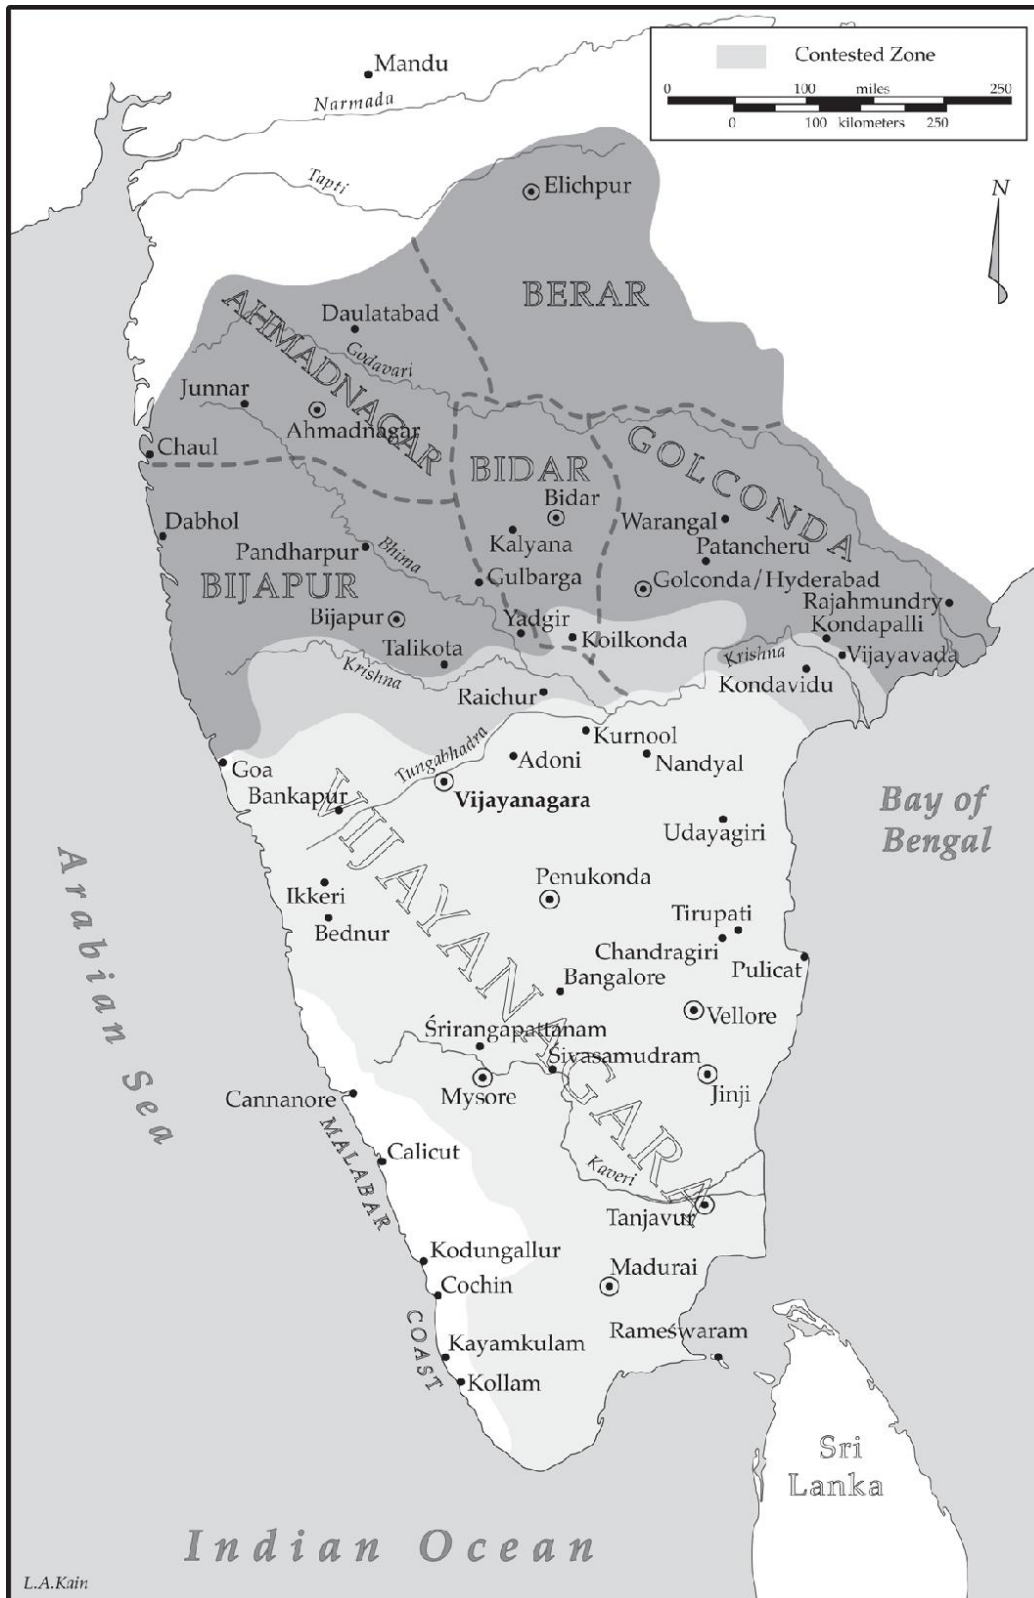 Mandu
Narmada
Contested Zone
0 100 miles 250
0 100 kilometers 250
Tapti
Elichpur
N
BERAR
AHMADNAGAR
Daulatabad
Godavari
Junnar
Ahmadnagar
Chaul
BIDAR
GOLCONDA
Bidar
Dabhol
Warangal
Pandharpur
Bhima
Kalyana
Patancheru
BIJAPUR
Gulbarga
Golconda/Hyderabad
Rajahmundry
Bijapur
Yadgir
Kondapalli
Talikota
Koilkonda
Krishna
Vijayavada
Krishna
Raichur
Kondavidu
Kurnool
Tungabhadra
Adoni
Nandyal
Goa
Bankapur
Vijayanagara
VIJAYANAGARA
Bay of
Bengal
Udayagiri
Arabian Sea
Penukonda
Ikkeri
Bednur
Tirupati
Chandragiri
Pulicat
Bangalore
Vellore
Śrirangapattanam
Śivasamudram
Mysore
Jinji
Cannanore
MALABAR
Calicut
Kaveri
Tanjavur
Kodungallur
Madurai
Cochin
COAST
Rameśwaram
Kayamkulam
Kollam
Sri
Lanka
Indian Ocean
L.A.Kain